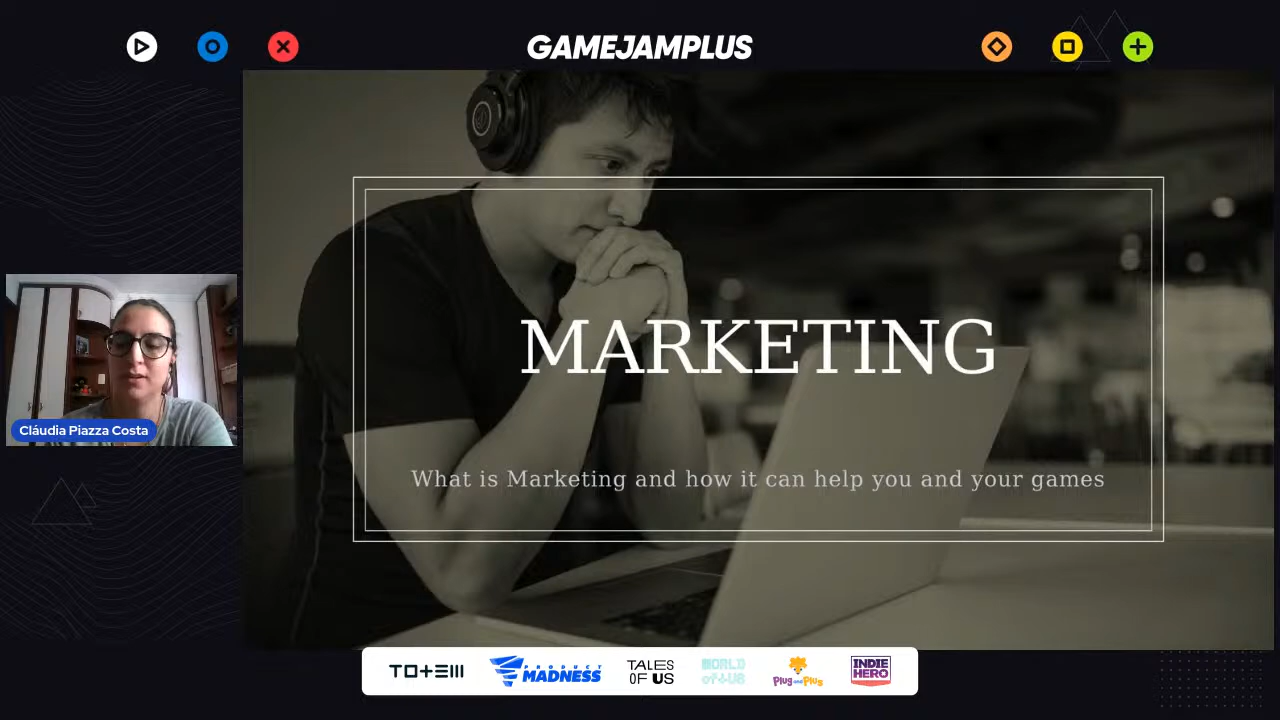 GAMEJAMPLUS
MARKETING
What is Marketing and how it can help you and your games
Cláudia Piazza Costa
TOTEM
PRODUCT
MADNESS
TALES
OF US
WORLD
OF US
Plug and Plug
INDIE
HERO